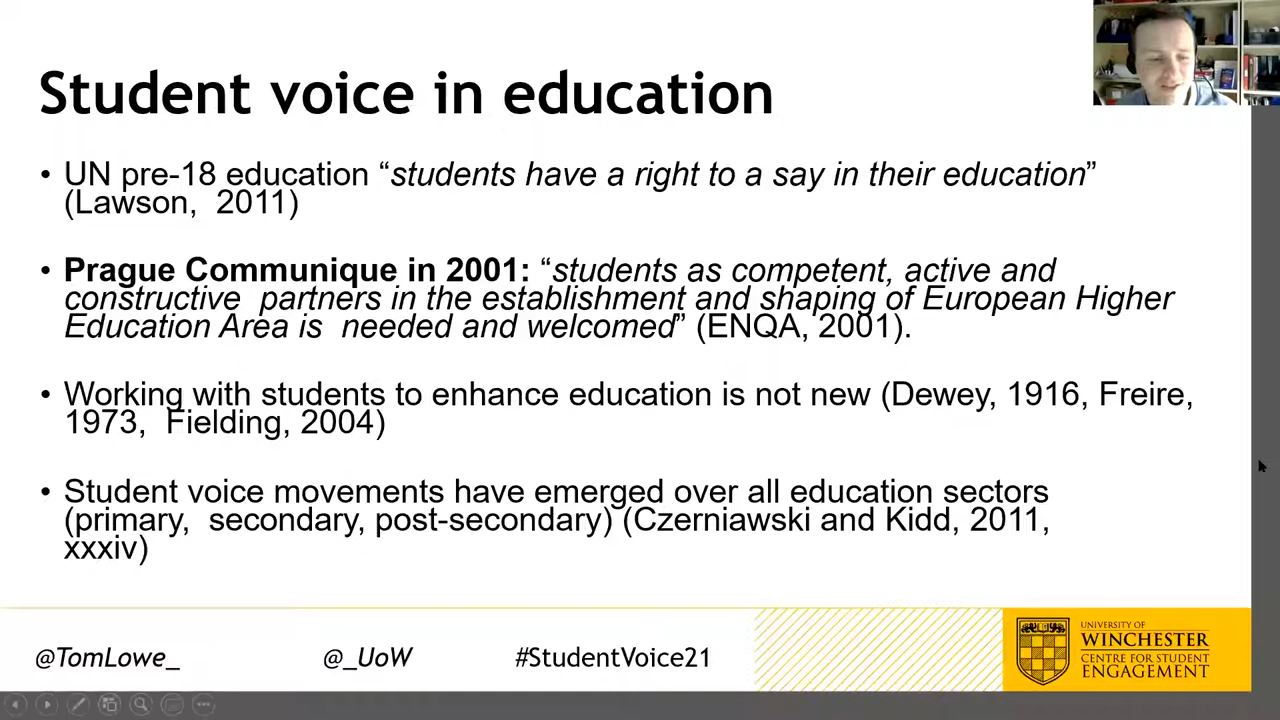 Student voice in education
• UN pre-18 education “students have a right to a say in their education”
(Lawson, 2011)
• Prague Communique in 2001: “students as competent, active and
constructive partners in the establishment and shaping of European Higher
Education Area is needed and welcomed” (ENQA, 2001).
• Working with students to enhance education is not new (Dewey, 1916, Freire,
1973, Fielding, 2004)
• Student voice movements have emerged over all education sectors
(primary, secondary, post-secondary) (Czerniawski and Kidd, 2011,
xxxiv)
@TomLowe_ @_UoW #StudentVoice21
UNIVERSITY OF
WINCHESTER
CENTRE FOR STUDENT
ENGAGEMENT